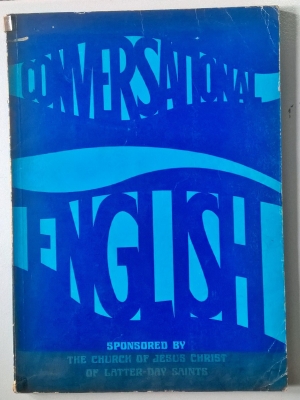 CONVERSATIONAL
ENGLISH
SPONSORED BY
THE CHURCH OF JESUS CHRIST
OF LATTER-DAY SAINTS